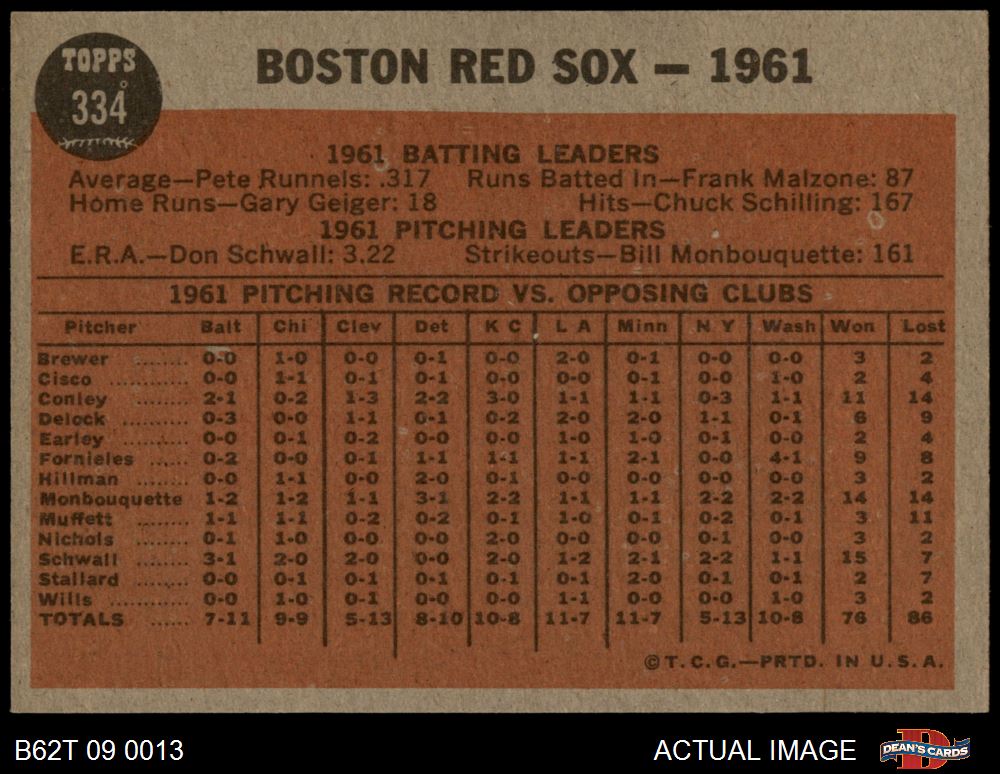 TOPPS
334
BOSTON RED SOX — 1961
1961 BATTING LEADERS
Average—Pete Runnels: .317 Runs Batted In—Frank Malzone: 87
Home Runs—Gary Geiger: 18 Hits—Chuck Schilling: 167
1961 PITCHING LEADERS
E.R.A.—Don Schwall: 3.22 Strikeouts—Bill Monbouquette: 161
1961 PITCHING RECORD VS. OPPOSING CLUBS
Pitcher Balt Chi Clev Det K C L A Minn N Y Wash Won Lost
Brewer ........ 0-0 1-0 0-0 0-1 0-0 2-0 0-1 0-0 0-0 3 2
Cisco ............ 0-0 1-1 0-1 0-1 0-0 0-0 0-1 0-0 1-0 2 4
Conley ........ 2-1 0-2 1-3 2-2 3-0 1-1 1-1 0-3 1-1 11 14
Delock ........ 0-3 0-0 1-1 0-1 0-2 2-0 2-0 1-1 0-1 6 9
Earley ........ 0-0 0-1 0-2 0-0 0-0 1-0 1-0 0-1 0-0 2 4
Fornieles ...... 0-2 0-0 0-1 1-1 1-1 1-1 2-1 0-0 4-1 9 8
Hillman ........ 0-0 1-1 0-0 2-0 0-1 0-0 0-0 0-0 0-0 3 2
Monbouquette 1-2 1-2 1-1 3-1 2-2 1-1 1-1 2-2 2-2 14 14
Muffett ........ 1-1 1-1 0-2 0-2 0-1 1-0 0-1 0-2 0-1 3 11
Nichols ........ 0-1 1-0 0-0 0-0 2-0 0-0 0-0 0-1 0-0 3 2
Schwall ........ 3-1 2-0 2-0 0-0 2-0 1-2 2-1 2-2 1-1 15 7
Stallard ........ 0-0 0-1 0-1 0-1 0-1 0-1 2-0 0-1 0-1 2 7
Wills ............ 0-0 1-0 0-1 0-0 0-0 1-1 0-0 0-0 1-0 3 2
TOTALS ...... 7-11 9-9 5-13 8-10 10-8 11-7 11-7 5-13 10-8 76 86
©T.C.G.—PRTD. IN U.S.A.
B62T 09 0013 ACTUAL IMAGE DEAN'S CARDS